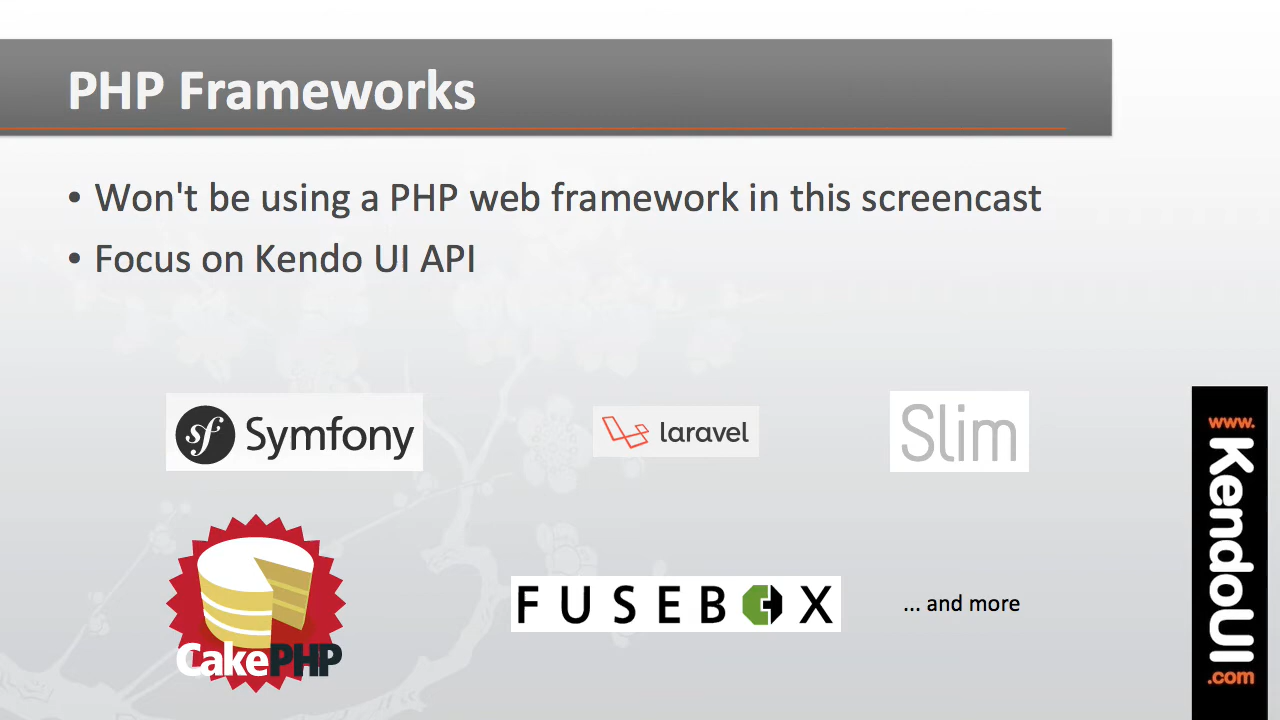 PHP Frameworks
• Won't be using a PHP web framework in this screencast
• Focus on Kendo UI API
sf Symfony
laravel
Slim
CakePHP
FUSEBOX
... and more
www.
KendoUI
.com